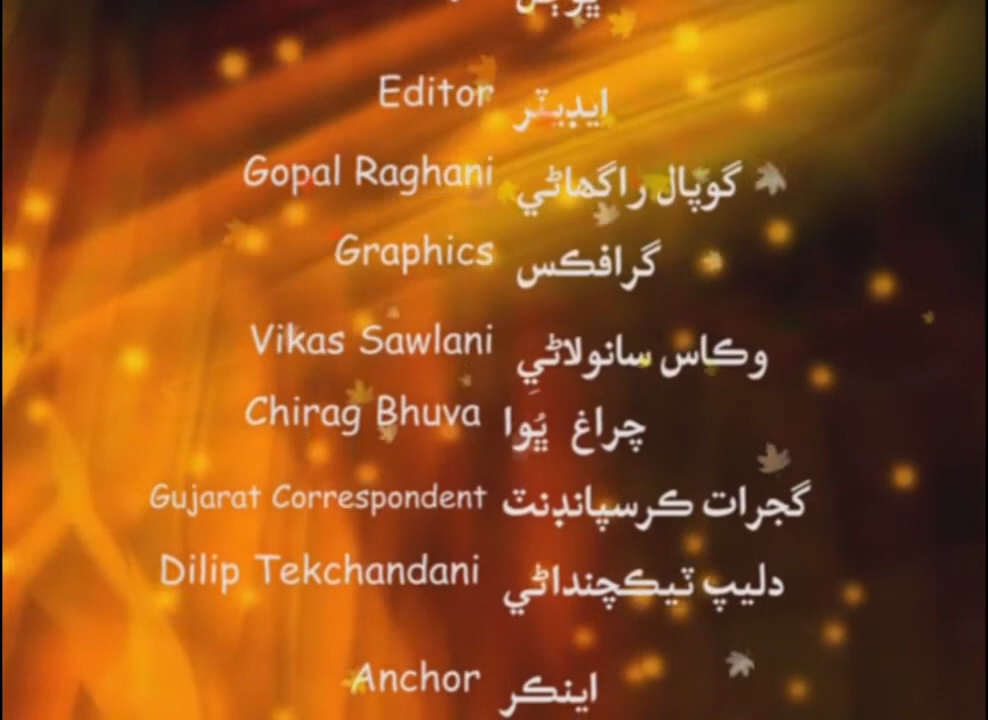 Editor ايڊيٽر
Gopal Raghani گوپال راگھاڻي
Graphics گرافڪس
Vikas Sawlani وڪاس سانولاڻيِ
Chirag Bhuva چراغ ڀُوا
Gujarat Correspondent گجرات ڪرسپانڊنٽ
Dilip Tekchandani دليپ ٽيڪچنداڻي
Anchor اينڪر